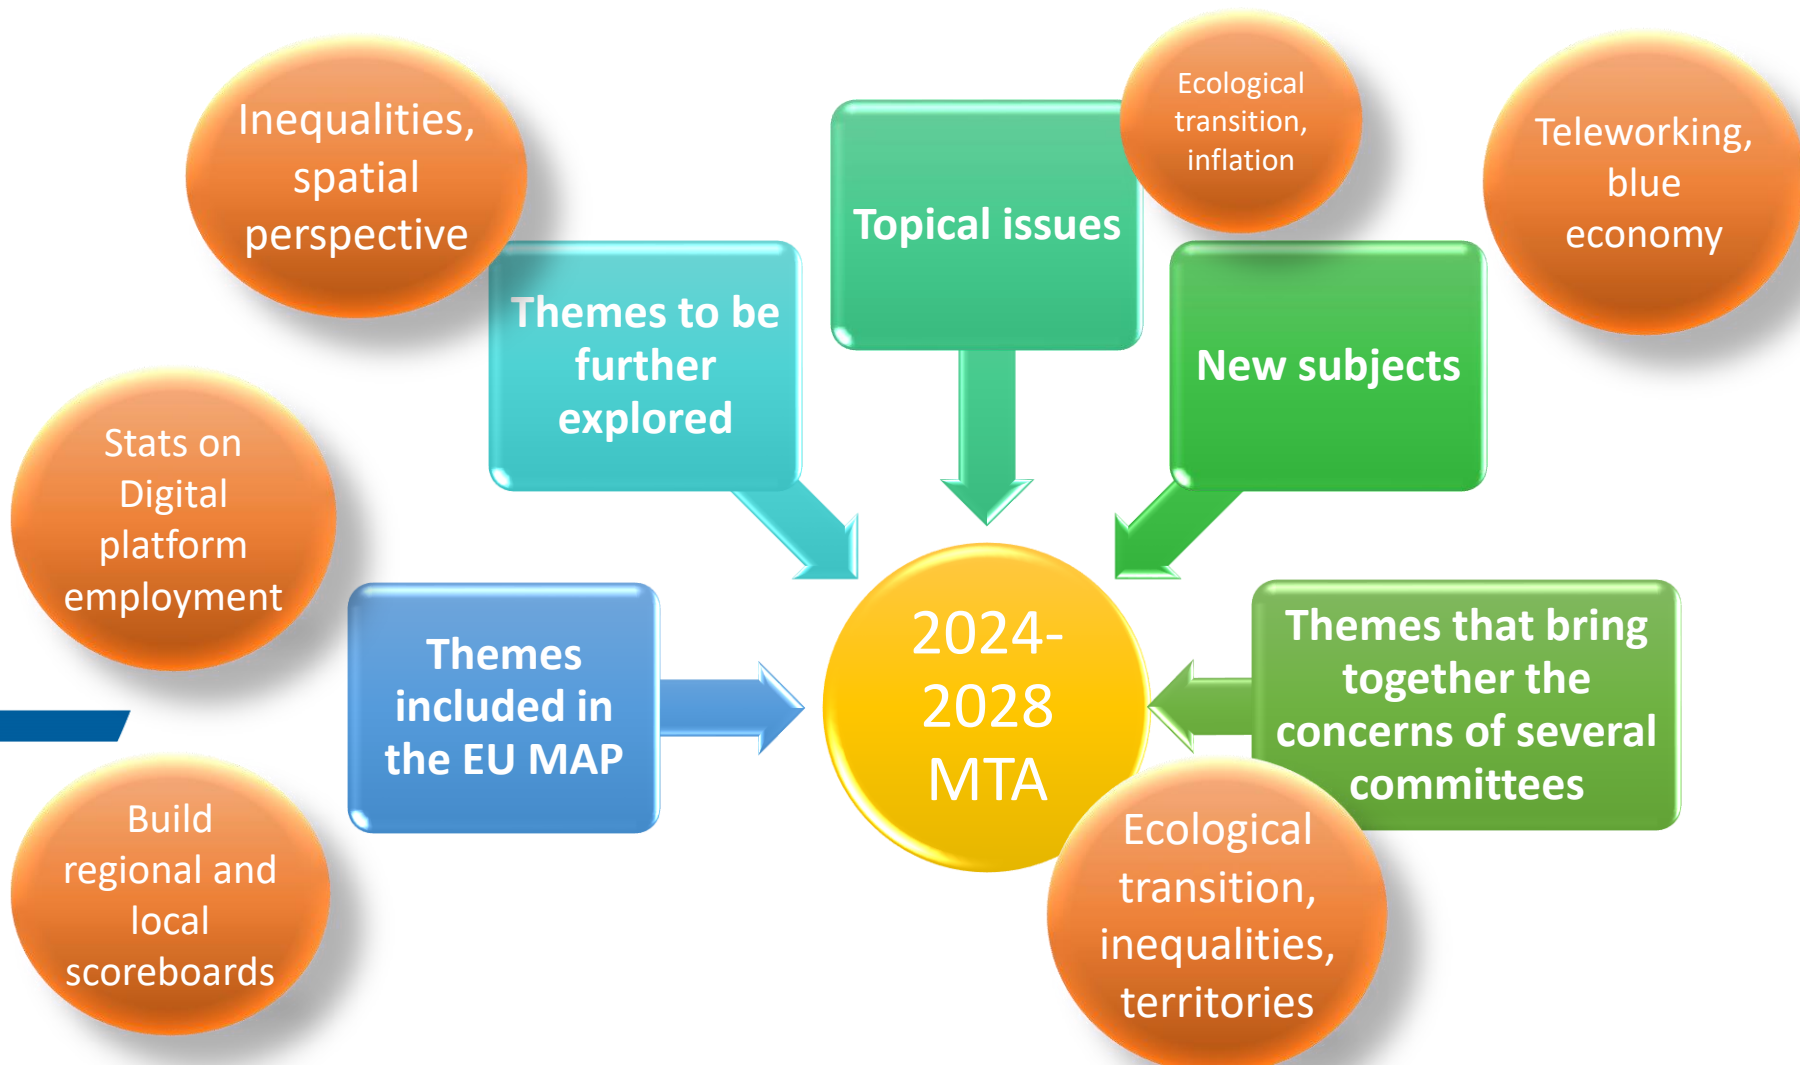 Inequalities,
spatial
perspective
Ecological
transition,
inflation
Teleworking,
blue
economy
Topical issues
Themes to be
further
explored
New subjects
Stats on
Digital
platform
employment
Themes
included in
the EU MAP
2024-
2028
MTA
Themes that bring
together the
concerns of several
committees
Build
regional and
local
scoreboards
Ecological
transition,
inequalities,
territories